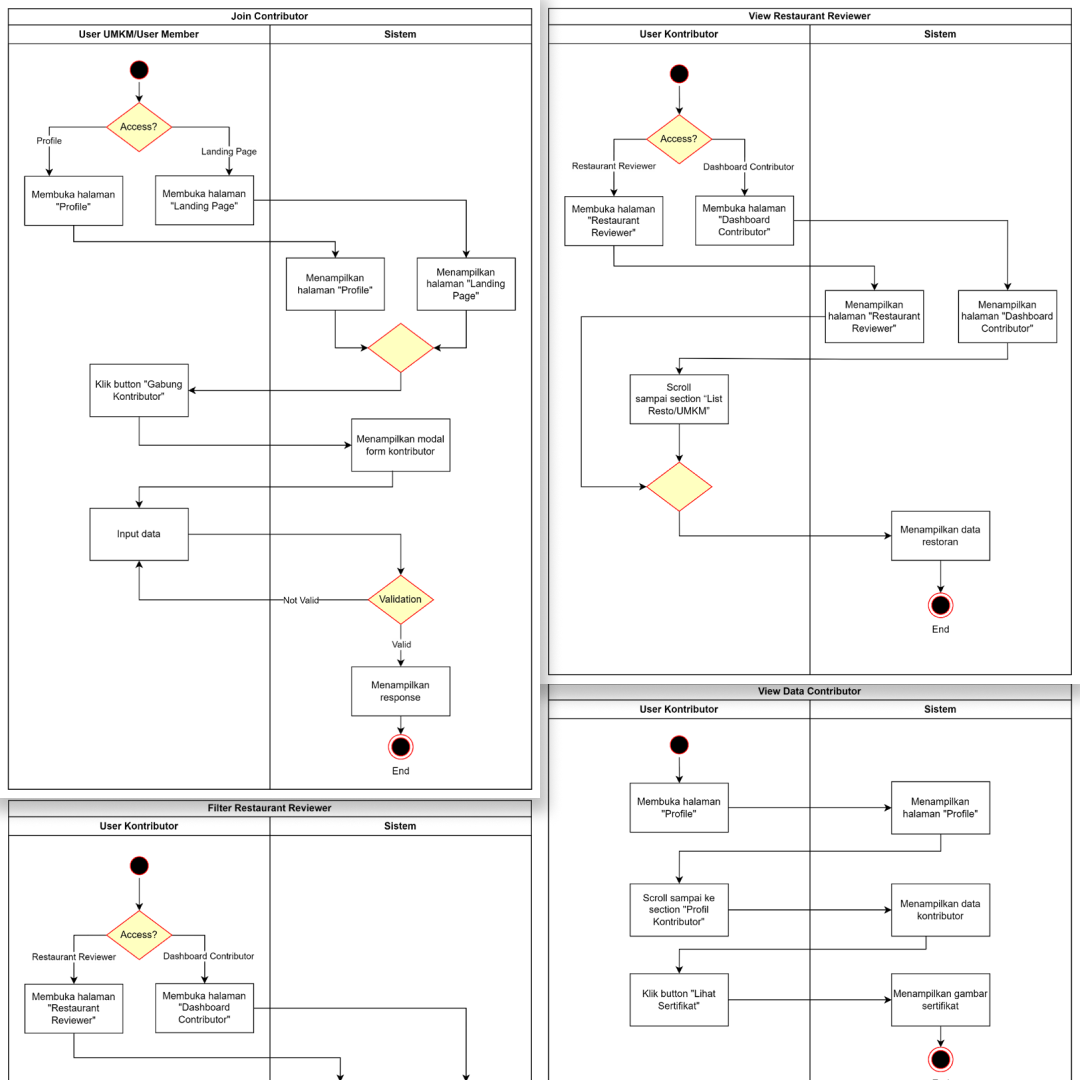 Join Contributor
User UMKM/User Member
Sistem
Access?
Profile
Landing Page
Membuka halaman
"Profile"
Membuka halaman
"Landing Page"
Menampilkan
halaman "Profile"
Menampilkan
halaman "Landing
Page"
Klik button "Gabung
Kontributor"
Menampilkan modal
form kontributor
Input data
Not Valid
Validation
Valid
Menampilkan
response
End
View Restaurant Reviewer
User Kontributor
Sistem
Access?
Restaurant Reviewer
Dashboard Contributor
Membuka halaman
"Restaurant
Reviewer"
Membuka halaman
"Dashboard
Contributor"
Menampilkan
halaman "Restaurant
Reviewer"
Menampilkan
halaman "Dashboard
Contributor"
Scroll
sampai section "List
Resto/UMKM"
Menampilkan data
restoran
End
Filter Restaurant Reviewer
User Kontributor
Sistem
Access?
Restaurant Reviewer
Dashboard Contributor
Membuka halaman
"Restaurant
Reviewer"
Membuka halaman
"Dashboard
Contributor"
View Data Contributor
User Kontributor
Sistem
Membuka halaman
"Profile"
Menampilkan
halaman "Profile"
Scroll sampai ke
section "Profil
Kontributor"
Menampilkan data
kontributor
Klik button "Lihat
Sertifikat"
Menampilkan gambar
sertifikat